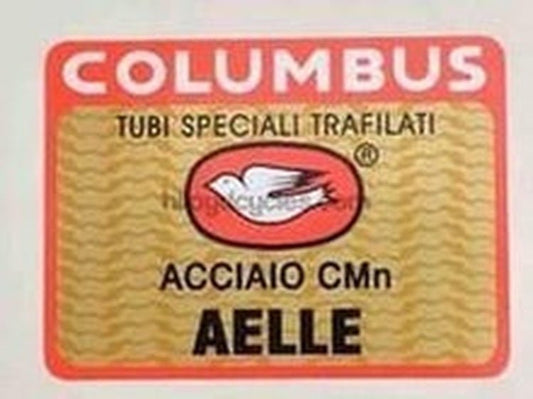 COLUMBUS
TUBI SPECIALI TRAFILATI
®
ACCIAIO CMn
AELLE